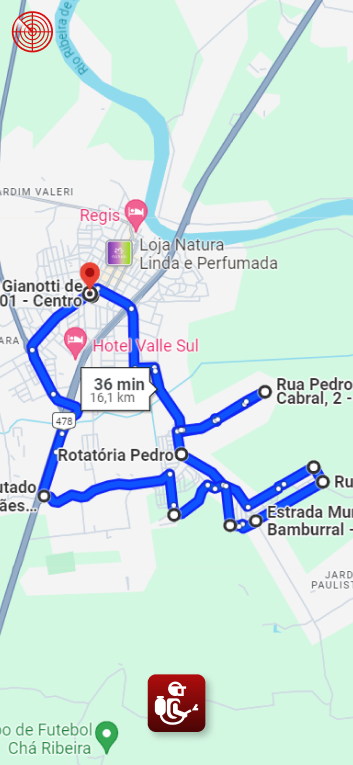 Rio Ribeira de
ARDIM VALERI
Regis
Loja Natura
Linda e Perfumada
Gianotti de
01 - Centro
ARA
Hotel Valle Sul
36 min
16,1 km
Rua Pedro
Cabral, 2 -
478
Rotatória Pedro
utado
ães...
Ru
Estrada Mun
Bamburral -
JARD
PAULIST
po de Futebol
Chá Ribeira